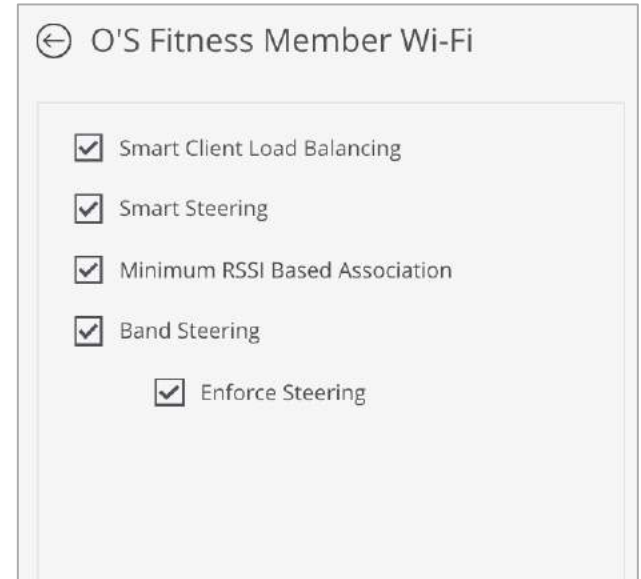 O'S Fitness Member Wi-Fi
Smart Client Load Balancing
Smart Steering
Minimum RSSI Based Association
Band Steering
Enforce Steering